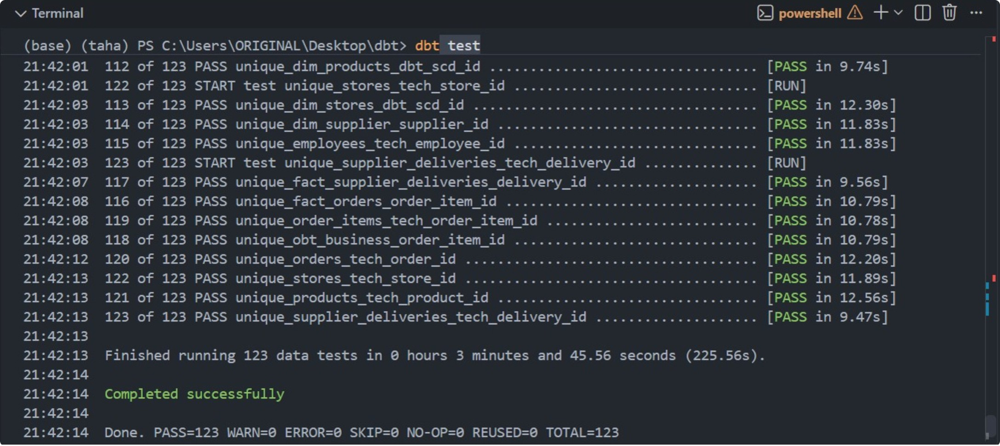 Terminal
powershell
(base) (taha) PS C:\Users\ORIGINAL\Desktop\dbt> dbt test
21:42:01  112 of 123 PASS unique_dim_products_dbt_scd_id ................................. [PASS in 9.74s]
21:42:01  122 of 123 START test unique_stores_tech_store_id .............................. [RUN]
21:42:03  113 of 123 PASS unique_dim_stores_dbt_scd_id ................................... [PASS in 12.30s]
21:42:03  114 of 123 PASS unique_dim_supplier_supplier_id ................................ [PASS in 11.83s]
21:42:03  115 of 123 PASS unique_employees_tech_employee_id .............................. [PASS in 11.83s]
21:42:03  123 of 123 START test unique_supplier_deliveries_tech_delivery_id .............. [RUN]
21:42:07  117 of 123 PASS unique_fact_supplier_deliveries_delivery_id .................... [PASS in 9.56s]
21:42:08  116 of 123 PASS unique_fact_orders_order_item_id ............................... [PASS in 10.79s]
21:42:08  119 of 123 PASS unique_order_items_tech_order_item_id .......................... [PASS in 10.78s]
21:42:08  118 of 123 PASS unique_obt_business_order_item_id .............................. [PASS in 10.79s]
21:42:12  120 of 123 PASS unique_orders_tech_order_id .................................... [PASS in 12.20s]
21:42:13  122 of 123 PASS unique_stores_tech_store_id .................................... [PASS in 11.89s]
21:42:13  121 of 123 PASS unique_products_tech_product_id ................................ [PASS in 12.56s]
21:42:13  123 of 123 PASS unique_supplier_deliveries_tech_delivery_id .................... [PASS in 9.47s]
21:42:13
21:42:13  Finished running 123 data tests in 0 hours 3 minutes and 45.56 seconds (225.56s).
21:42:14
21:42:14  Completed successfully
21:42:14
21:42:14  Done. PASS=123 WARN=0 ERROR=0 SKIP=0 NO-OP=0 REUSED=0 TOTAL=123